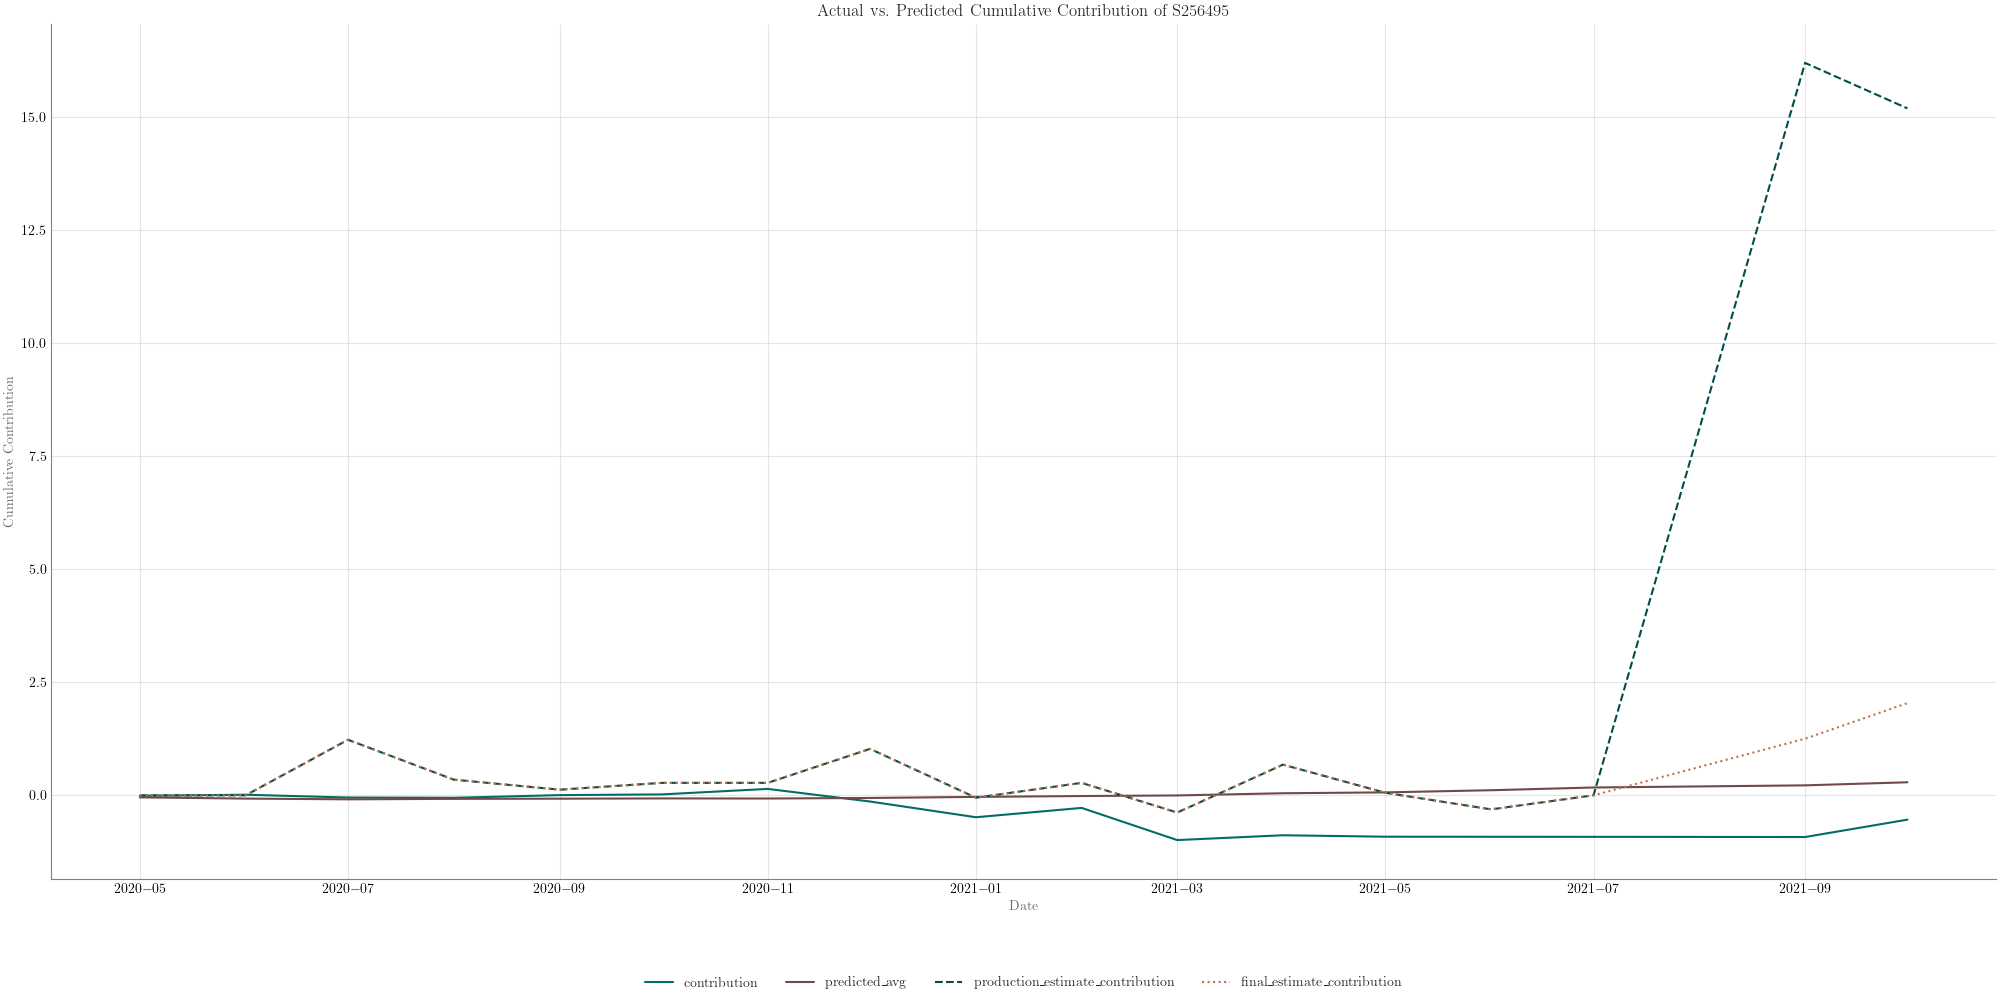 Actual vs. Predicted Cumulative Contribution of S256495
Cumulative Contribution
15.0
12.5
10.0
7.5
5.0
2.5
0.0
2020−05 2020−07 2020−09 2020−11 2021−01 2021−03 2021−05 2021−07 2021−09
Date
contribution predicted_avg production_estimate_contribution final_estimate_contribution